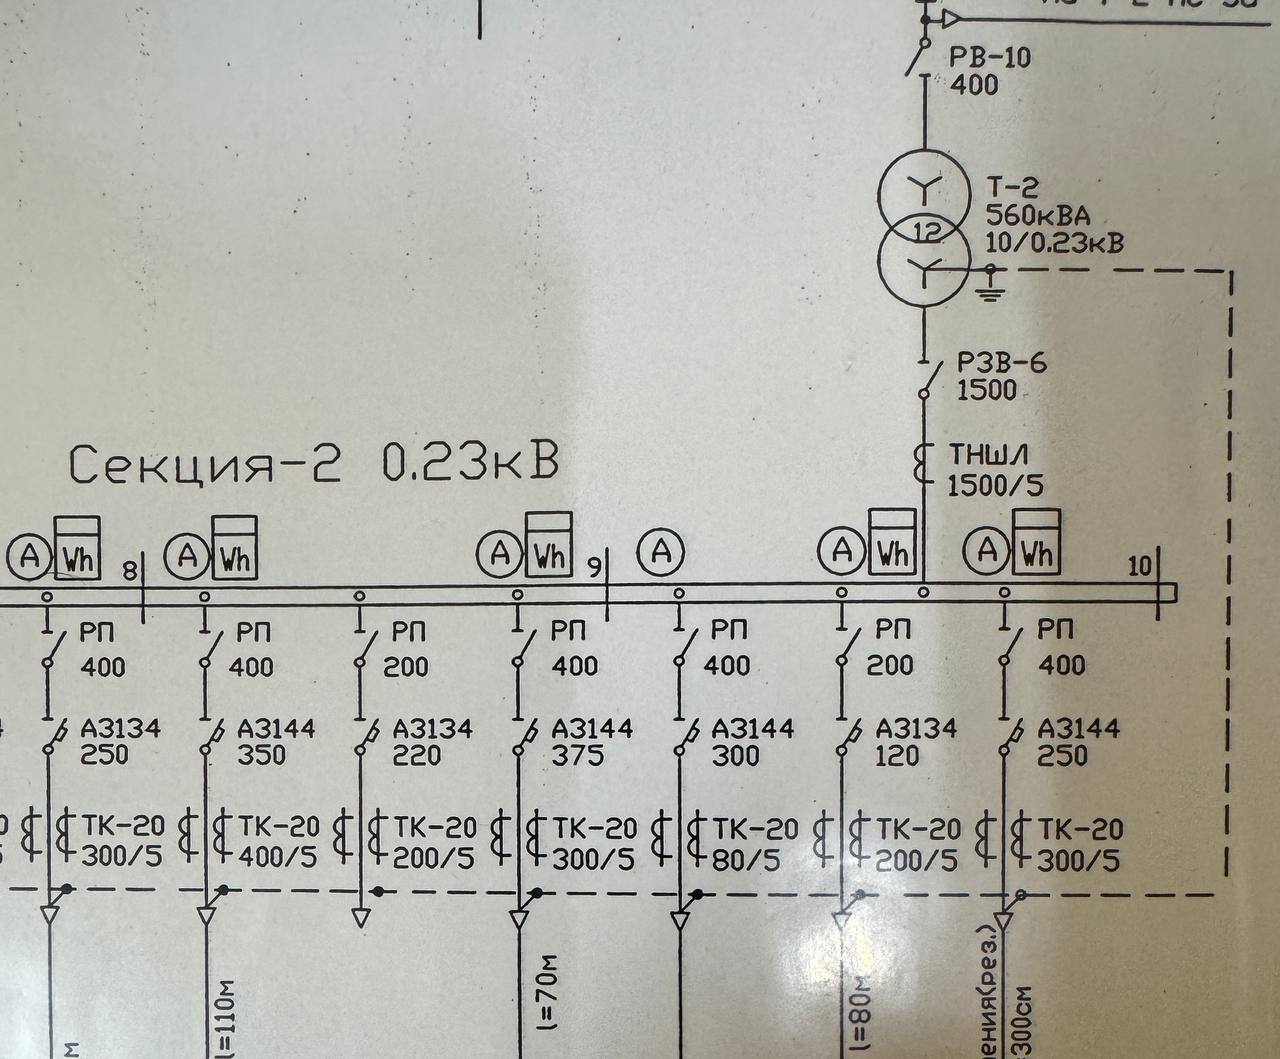 РВ-10
400
Т-2
560кВА
12
10/0.23кВ
РЗВ-6
1500
ТНШЛ
1500/5
Секция-2 0.23кВ
A Wh 8 A Wh A Wh 9 A A Wh A Wh 10
РП РП РП РП РП РП РП
400 400 200 400 400 200 400
А3134 А3144 А3134 А3144 А3144 А3134 А3144
250 350 220 375 300 120 250
ТК-20 ТК-20 ТК-20 ТК-20 ТК-20 ТК-20 ТК-20
300/5 400/5 200/5 300/5 80/5 200/5 300/5
м
l=110м
l=70м
l=80м
ения(рез.)
300см